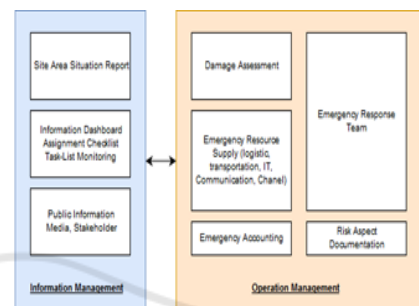 Site Area Situation Report
Information Dashboard
Assignment Checklist
Task-List Monitoring
Public Information
Media, Stakeholder
Information Management
Damage Assessment
Emergency Resource
Supply (logistic,
transportation, IT,
Communication, Chanel)
Emergency Accounting
Emergency Response
Team
Risk Aspect
Documentation
Operation Management